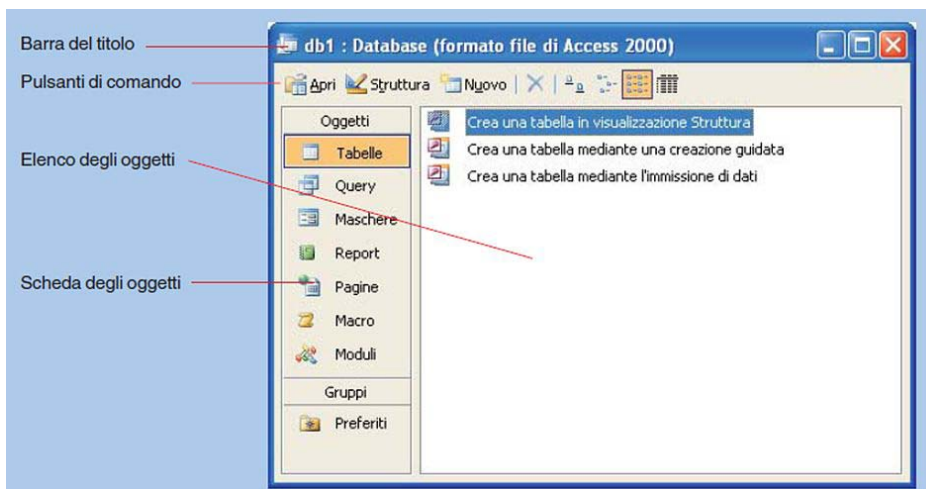 Barra del titolo
db1 : Database (formato file di Access 2000)
Pulsanti di comando
Apri Struttura Nuovo
Oggetti
Crea una tabella in visualizzazione Struttura
Tabelle
Crea una tabella mediante una creazione guidata
Elenco degli oggetti
Query
Crea una tabella mediante l'immissione di dati
Maschere
Report
Scheda degli oggetti
Pagine
Macro
Moduli
Gruppi
Preferiti